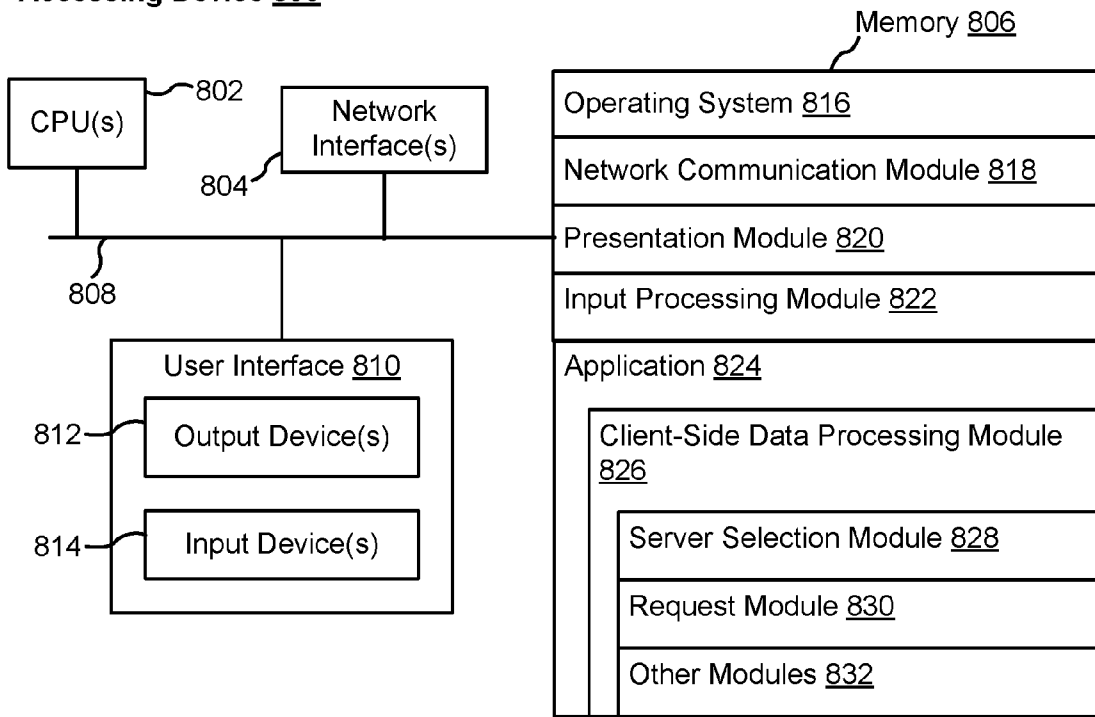 Memory 806
CPU(s)
802
Network
Interface(s)
804
808
User Interface 810
812
Output Device(s)
814
Input Device(s)
Operating System 816
Network Communication Module 818
Presentation Module 820
Input Processing Module 822
Application 824
Client-Side Data Processing Module
826
Server Selection Module 828
Request Module 830
Other Modules 832